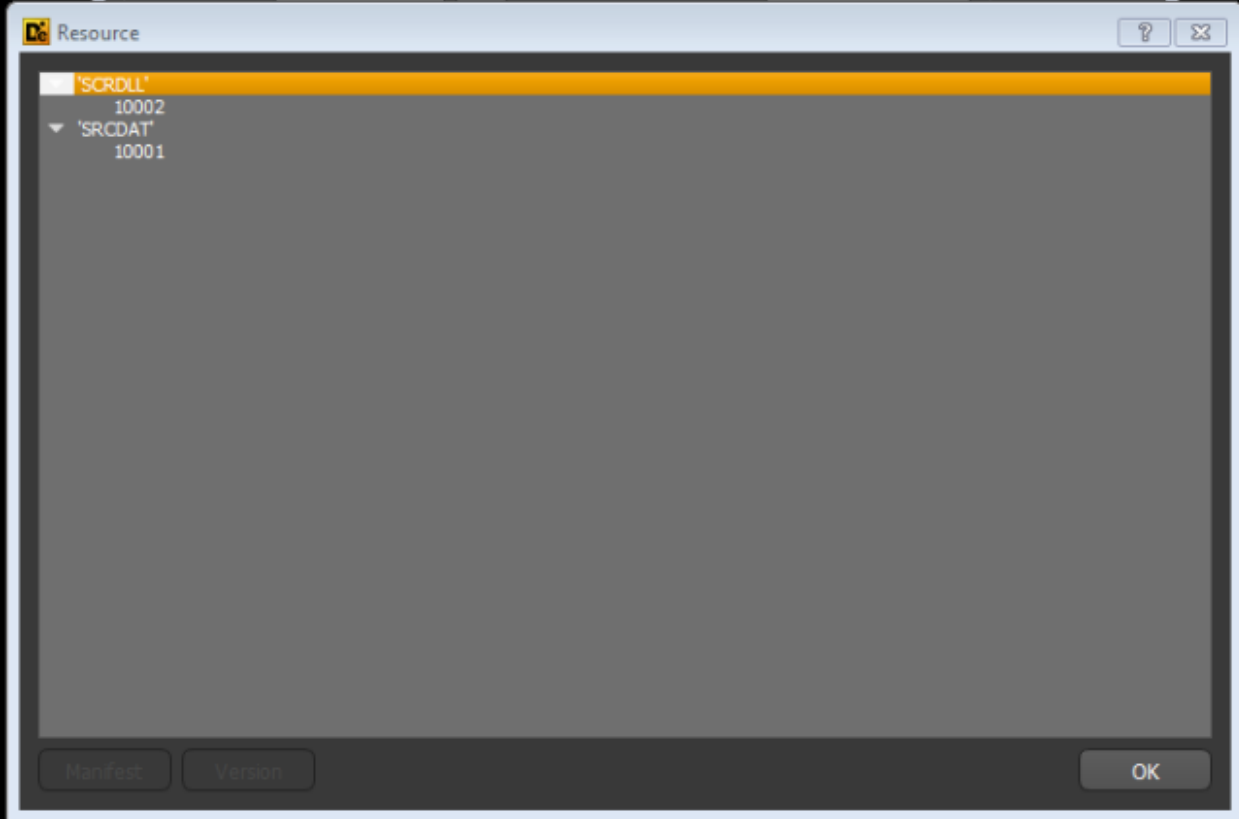 Resource
'SCRDLL'
10002
'SRCDAT'
10001
Manifest
Version
OK